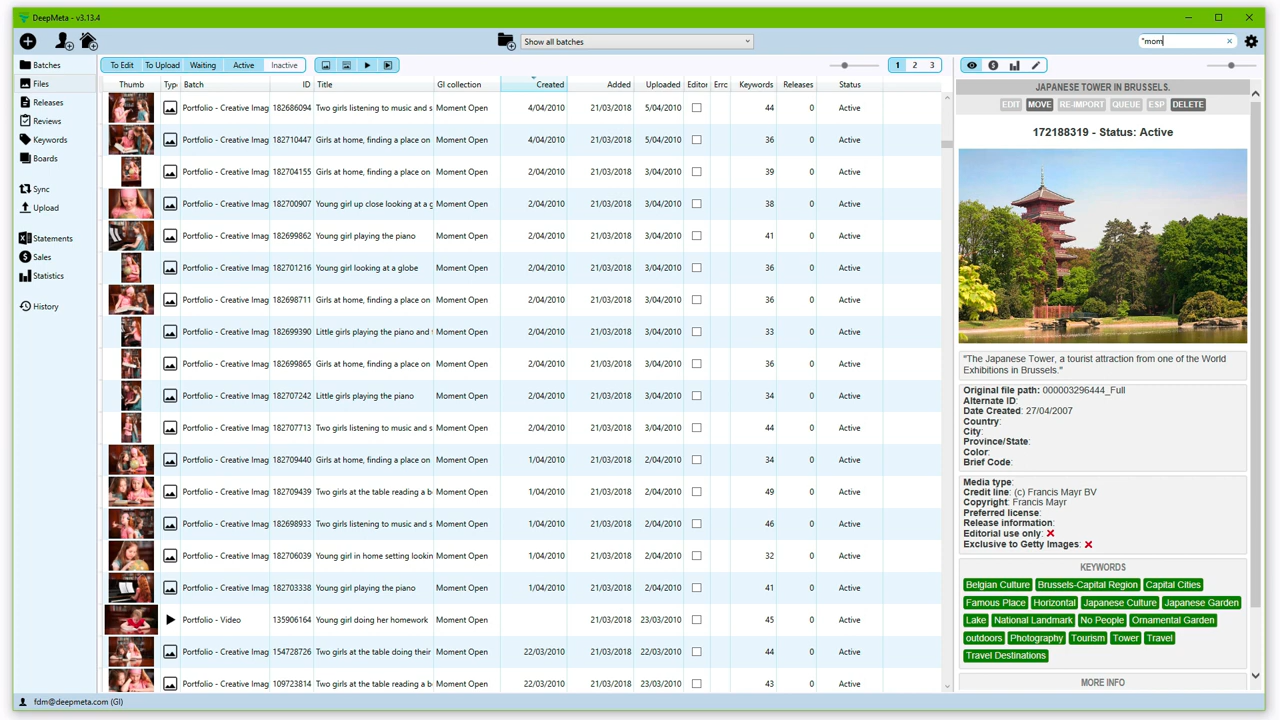 DeepMeta - v3.13.4
Show all batches
"mom
Batches
Files
Releases
Reviews
Keywords
Boards
Sync
Upload
Statements
Sales
Statistics
History
To Edit To Upload Waiting Active Inactive
1 2 3
Thumb Type Batch ID Title GI collection Created Added Uploaded Editor Errc Keywords Releases Status
Portfolio - Creative Imag 182686094 Two girls listening to music and s Moment Open 4/04/2010 21/03/2018 5/04/2010 44 0 Active
Portfolio - Creative Imag 182710447 Girls at home, finding a place on Moment Open 4/04/2010 21/03/2018 5/04/2010 36 0 Active
Portfolio - Creative Imag 182704155 Girls at home, finding a place on Moment Open 2/04/2010 21/03/2018 3/04/2010 39 0 Active
Portfolio - Creative Imag 182700907 Young girl up close looking at a g Moment Open 2/04/2010 21/03/2018 3/04/2010 38 0 Active
Portfolio - Creative Imag 182699862 Young girl playing the piano Moment Open 2/04/2010 21/03/2018 3/04/2010 41 0 Active
Portfolio - Creative Imag 182701216 Young girl looking at a globe Moment Open 2/04/2010 21/03/2018 3/04/2010 36 0 Active
Portfolio - Creative Imag 182698711 Girls at home, finding a place on Moment Open 2/04/2010 21/03/2018 3/04/2010 36 0 Active
Portfolio - Creative Imag 182699390 Little girls playing the piano and t Moment Open 2/04/2010 21/03/2018 3/04/2010 33 0 Active
Portfolio - Creative Imag 182698865 Girls at home, finding a place on Moment Open 2/04/2010 21/03/2018 3/04/2010 36 0 Active
Portfolio - Creative Imag 182707242 Little girls playing the piano Moment Open 2/04/2010 21/03/2018 3/04/2010 34 0 Active
Portfolio - Creative Imag 182707713 Two girls listening to music and s Moment Open 2/04/2010 21/03/2018 3/04/2010 44 0 Active
Portfolio - Creative Imag 182709440 Girls at home, finding a place on Moment Open 1/04/2010 21/03/2018 2/04/2010 34 0 Active
Portfolio - Creative Imag 182709439 Two girls at the table reading a b Moment Open 1/04/2010 21/03/2018 2/04/2010 49 0 Active
Portfolio - Creative Imag 182698933 Two girls listening to music and s Moment Open 1/04/2010 21/03/2018 2/04/2010 46 0 Active
Portfolio - Creative Imag 182706039 Young girl in home setting lookin Moment Open 1/04/2010 21/03/2018 2/04/2010 32 0 Active
Portfolio - Creative Imag 182710029 Young girl playing the piano Moment Open 1/04/2010 21/03/2018 2/04/2010 41 0 Active
Portfolio - Video 135906164 Young girl doing her homework Moment Open 21/03/2018 23/03/2010 45 0 Active
Portfolio - Creative Imag 154728726 Two girls at the table doing their Moment Open 22/03/2010 21/03/2018 23/03/2010 44 0 Active
Portfolio - Creative Imag 109723814 Two girls at the table reading a b Moment Open 22/03/2010 21/03/2018 23/03/2010 43 0 Active
JAPANESE TOWER IN BRUSSELS.
EDIT MOVE RE-IMPORT QUEUE ESP DELETE
172188319 - Status: Active
"The Japanese Tower, a tourist attraction from one of the World
Exhibitions in Brussels."
Original file path: 000003296444_Full
Alternate ID:
Date Created: 27/04/2007
Country:
City:
Province/State:
Color:
Brief Code:
Media type:
Credit line: (c) Francis Mayr BV
Copyright: Francis Mayr
Preferred license:
Release information:
Editorial use only:
Exclusive to Getty Images:
KEYWORDS
Belgian Culture Brussels-Capital Region Capital Cities
Famous Place Horizontal Japanese Culture Japanese Garden
Lake National Landmark No People Ornamental Garden
outdoors Photography Tourism Tower Travel
Travel Destinations
MORE INFO
fdm@deepmeta.com (GI)